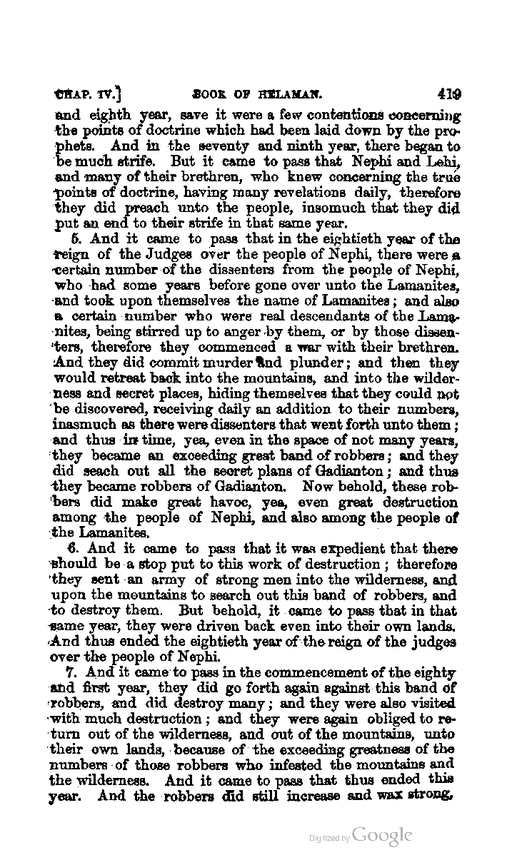 CHAP. IV.] BOOK OF HELAMAN. 419
and eighth year, save it were a few contentions concerning
the points of doctrine which had been laid down by the pro-
phets. And in the seventy and ninth year, there began to
be much strife. But it came to pass that Nephi and Lehi,
and many of their brethren, who knew concerning the true
points of doctrine, having many revelations daily, therefore
they did preach unto the people, insomuch that they did
put an end to their strife in that same year.
5. And it came to pass that in the eightieth year of the
reign of the Judges over the people of Nephi, there were a
certain number of the dissenters from the people of Nephi,
who had some years before gone over unto the Lamanites,
and took upon themselves the name of Lamanites; and also
a certain number who were real descendants of the Lama-
nites, being stirred up to anger by them, or by those dissen-
ters, therefore they commenced a war with their brethren.
And they did commit murder and plunder; and then they
would retreat back into the mountains, and into the wilder-
ness and secret places, hiding themselves that they could not
be discovered, receiving daily an addition to their numbers,
inasmuch as there were dissenters that went forth unto them;
and thus in time, yea, even in the space of not many years,
they became an exceeding great band of robbers; and they
did seach out all the secret plans of Gadianton; and thus
they became robbers of Gadianton. Now behold, these rob-
bers did make great havoc, yea, even great destruction
among the people of Nephi, and also among the people of
the Lamanites.
6. And it came to pass that it was expedient that there
should be a stop put to this work of destruction; therefore
they sent an army of strong men into the wilderness, and
upon the mountains to search out this band of robbers, and
to destroy them. But behold, it came to pass that in that
same year, they were driven back even into their own lands.
And thus ended the eightieth year of the reign of the judges
over the people of Nephi.
7. And it came to pass in the commencement of the eighty
and first year, they did go forth again against this band of
robbers, and did destroy many; and they were also visited
with much destruction; and they were again obliged to re-
turn out of the wilderness, and out of the mountains, unto
their own lands, because of the exceeding greatness of the
numbers of those robbers who infested the mountains and
the wilderness. And it came to pass that thus ended this
year. And the robbers did still increase and wax strong,
Digitized by Google